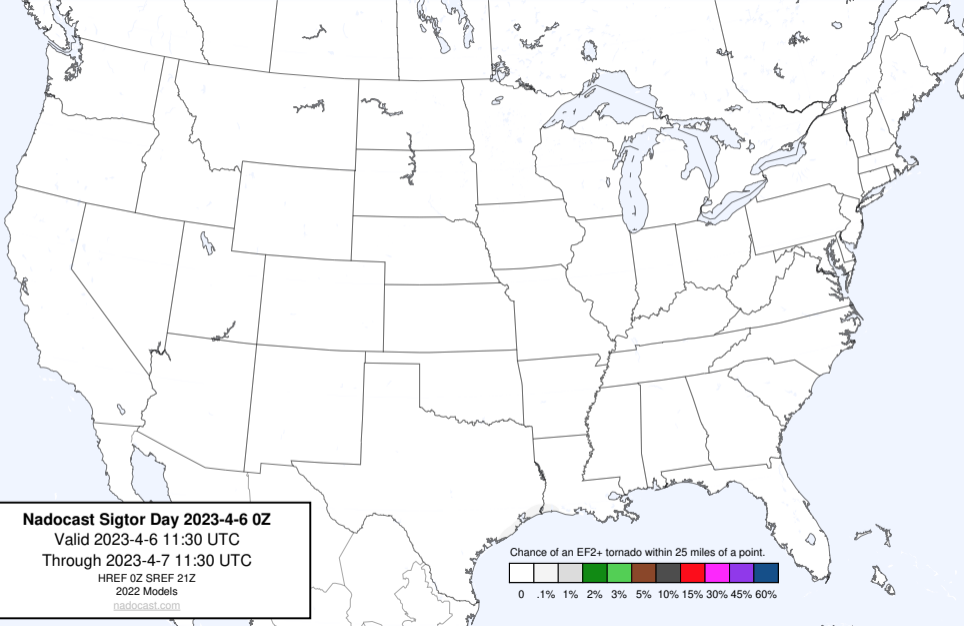 Nadocast Sigtor Day 2023-4-6 0Z
Valid 2023-4-6 11:30 UTC
Through 2023-4-7 11:30 UTC
HREF 0Z SREF 21Z
2022 Models
nadocast.com
Chance of an EF2+ tornado within 25 miles of a point.
0 .1% 1% 2% 3% 5% 10% 15% 30% 45% 60%